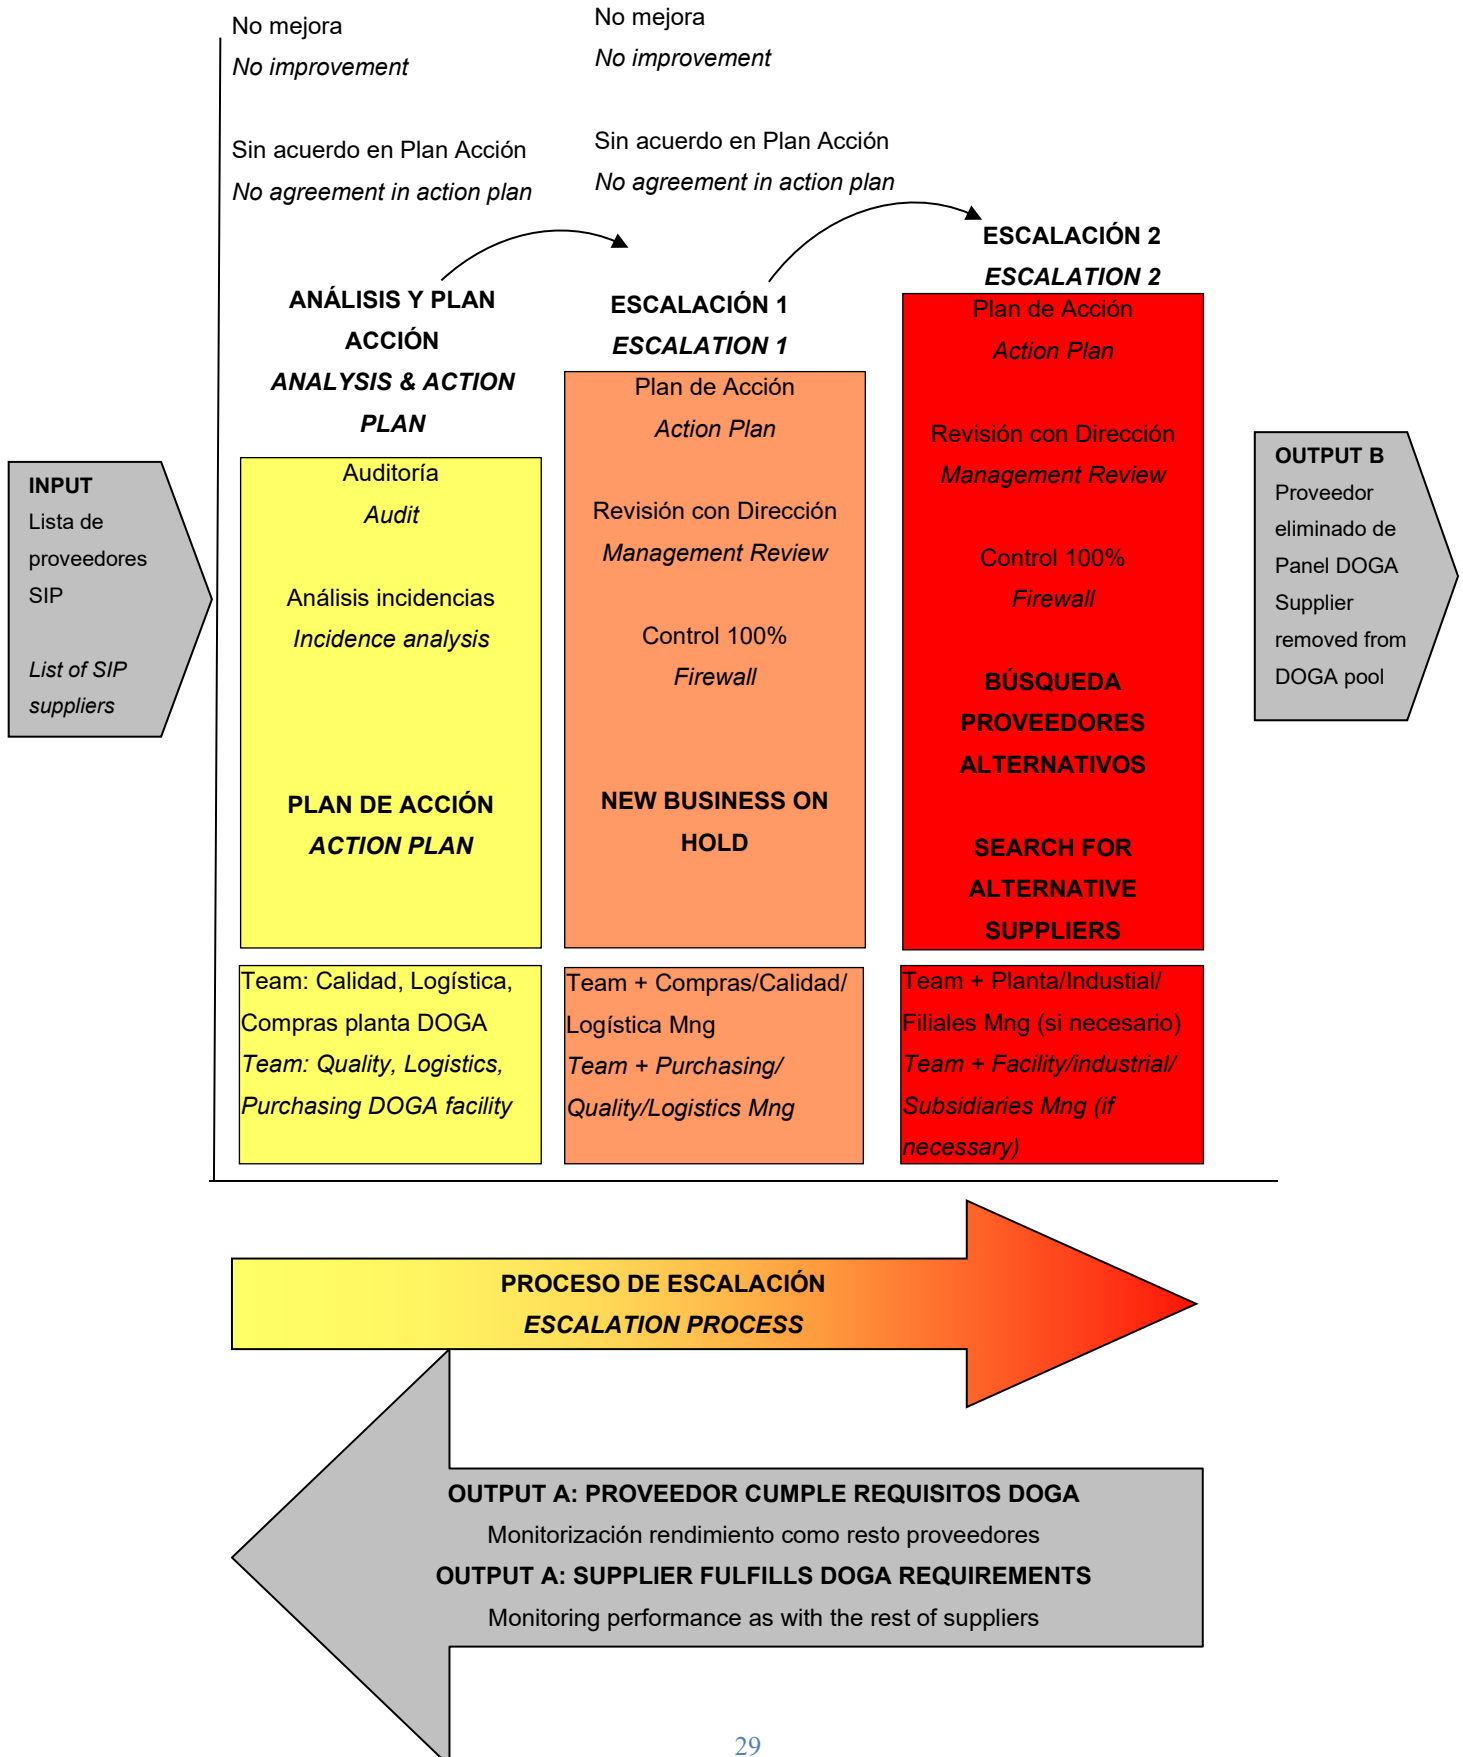 No mejora
No improvement
Sin acuerdo en Plan Acción
No agreement in action plan
No mejora
No improvement
Sin acuerdo en Plan Acción
No agreement in action plan
INPUT
Lista de
proveedores
SIP
List of SIP
suppliers
ANÁLISIS Y PLAN
ACCIÓN
ANALYSIS & ACTION
PLAN
Auditoría
Audit
Análisis incidencias
Incidence analysis
PLAN DE ACCIÓN
ACTION PLAN
Team: Calidad, Logística,
Compras planta DOGA
Team: Quality, Logistics,
Purchasing DOGA facility
ESCALACIÓN 1
ESCALATION 1
Plan de Acción
Action Plan
Revisión con Dirección
Management Review
Control 100%
Firewall
NEW BUSINESS ON
HOLD
Team + Compras/Calidad/
Logística Mng
Team + Purchasing/
Quality/Logistics Mng
ESCALACIÓN 2
ESCALATION 2
Plan de Acción
Action Plan
Revisión con Dirección
Management Review
Control 100%
Firewall
BÚSQUEDA
PROVEEDORES
ALTERNATIVOS
SEARCH FOR
ALTERNATIVE
SUPPLIERS
Team + Planta/Industial/
Filiales Mng (si necesario)
Team + Facility/industrial/
Subsidiaries Mng (if
necessary)
OUTPUT B
Proveedor
eliminado de
Panel DOGA
Supplier
removed from
DOGA pool
PROCESO DE ESCALACIÓN
ESCALATION PROCESS
OUTPUT A: PROVEEDOR CUMPLE REQUISITOS DOGA
Monitorización rendimiento como resto proveedores
OUTPUT A: SUPPLIER FULFILLS DOGA REQUIREMENTS
Monitoring performance as with the rest of suppliers
29